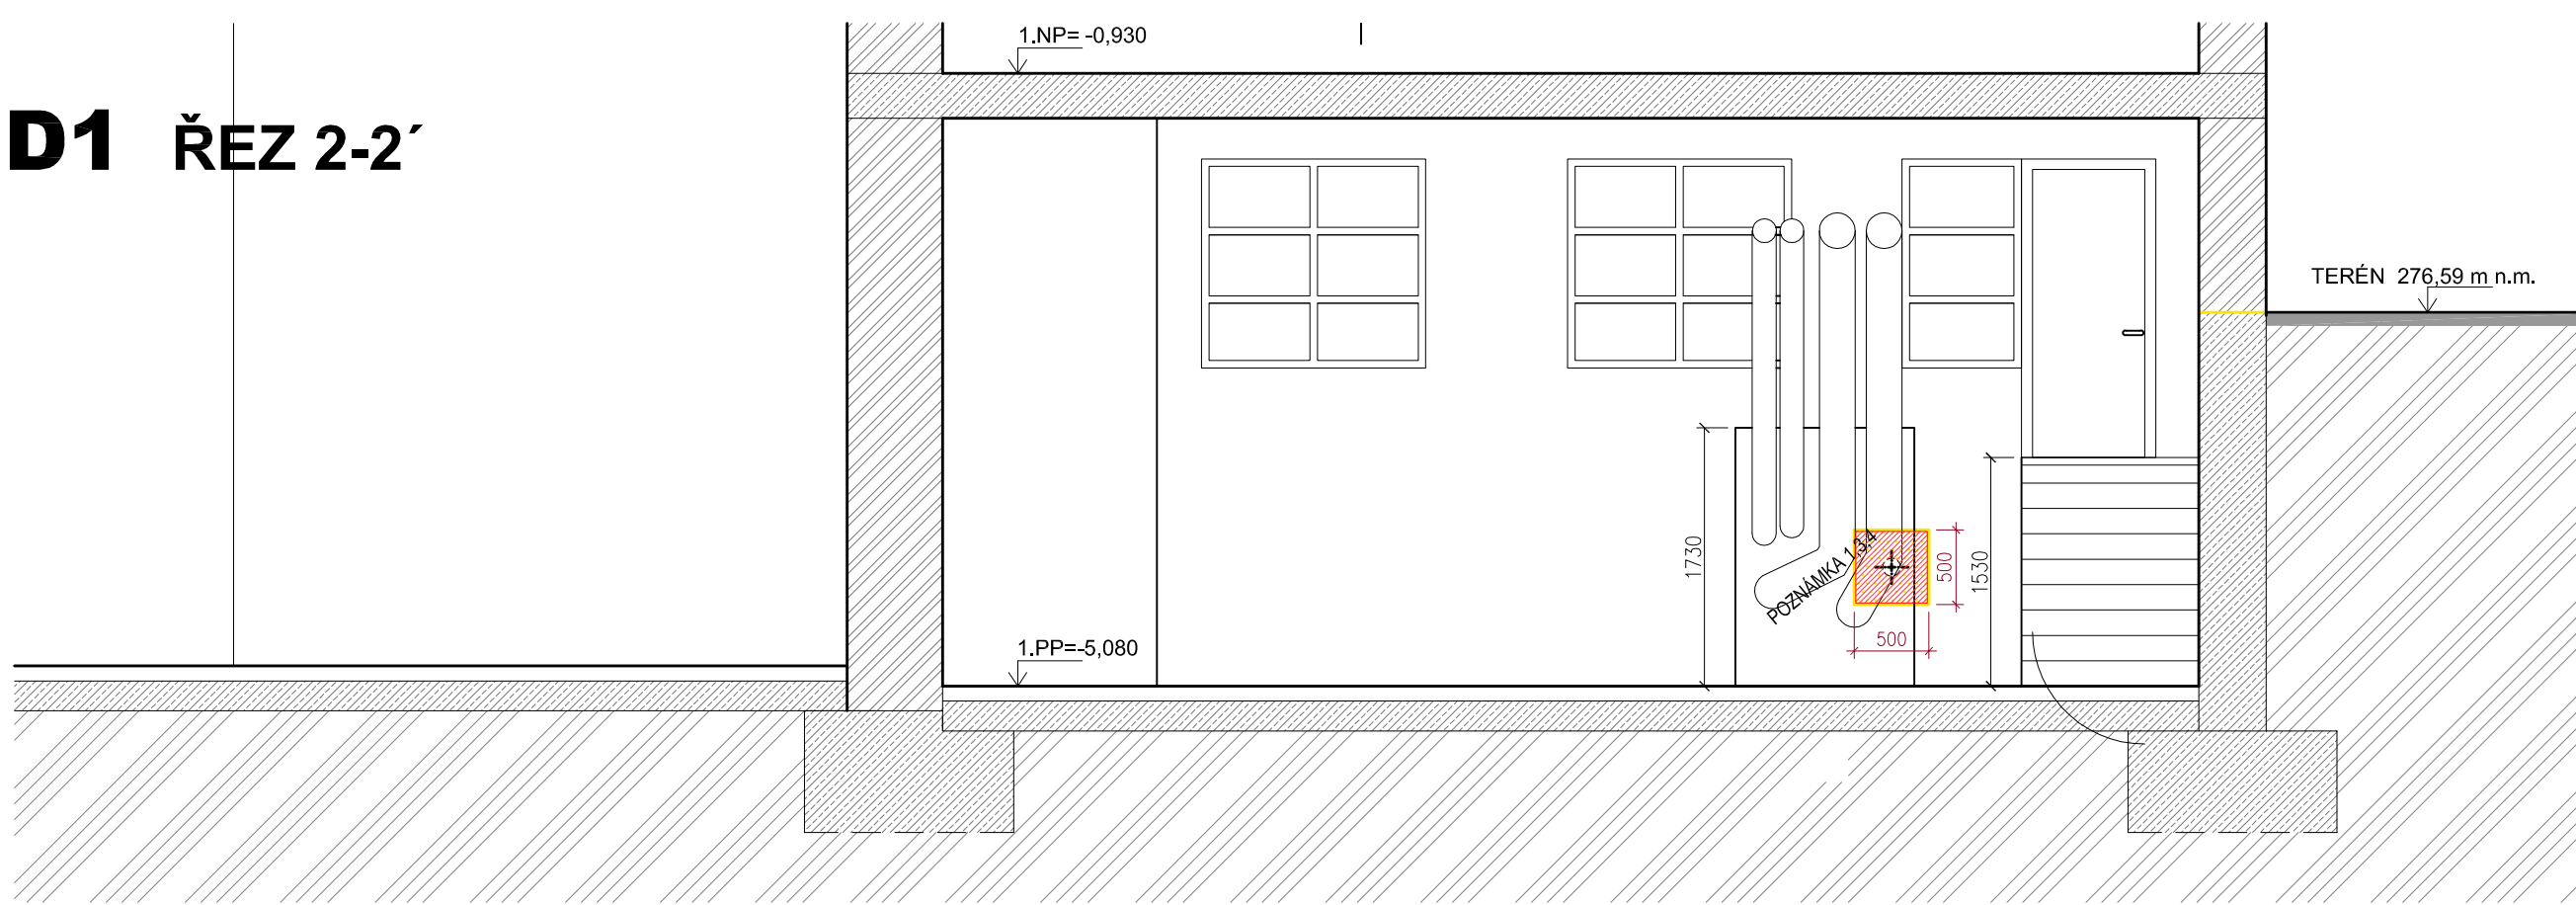 1.NP= -0,930
D1 ŘEZ 2-2´
TERÉN 276,59 m n.m.
1730
POZNÁMKA 1,3,4
500
1530
500
1.PP=-5,080